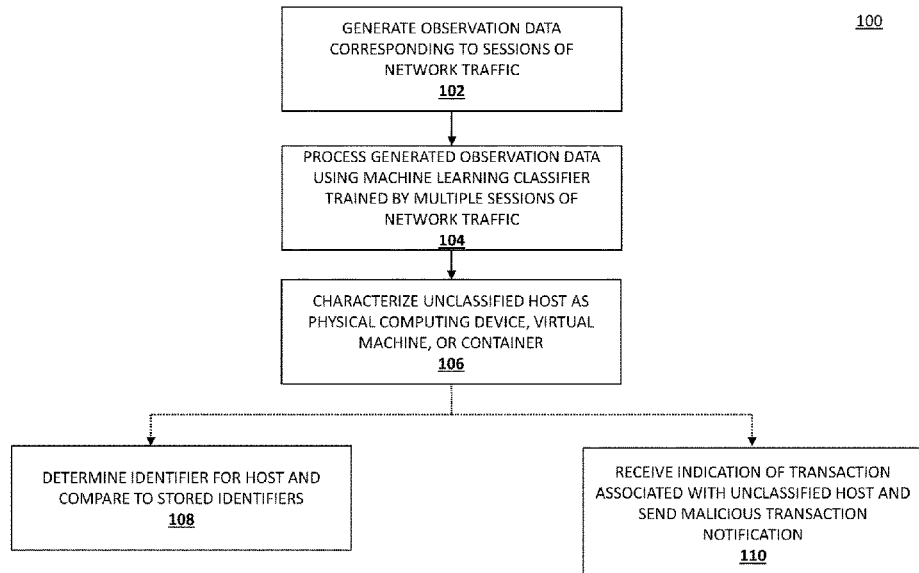 100
GENERATE OBSERVATION DATA
CORRESPONDING TO SESSIONS OF
NETWORK TRAFFIC
102
PROCESS GENERATED OBSERVATION DATA
USING MACHINE LEARNING CLASSIFIER
TRAINED BY MULTIPLE SESSIONS OF
NETWORK TRAFFIC
104
CHARACTERIZE UNCLASSIFIED HOST AS
PHYSICAL COMPUTING DEVICE, VIRTUAL
MACHINE, OR CONTAINER
106
DETERMINE IDENTIFIER FOR HOST AND
COMPARE TO STORED IDENTIFIERS
108
RECEIVE INDICATION OF TRANSACTION
ASSOCIATED WITH UNCLASSIFIED HOST AND
SEND MALICIOUS TRANSACTION
NOTIFICATION
110